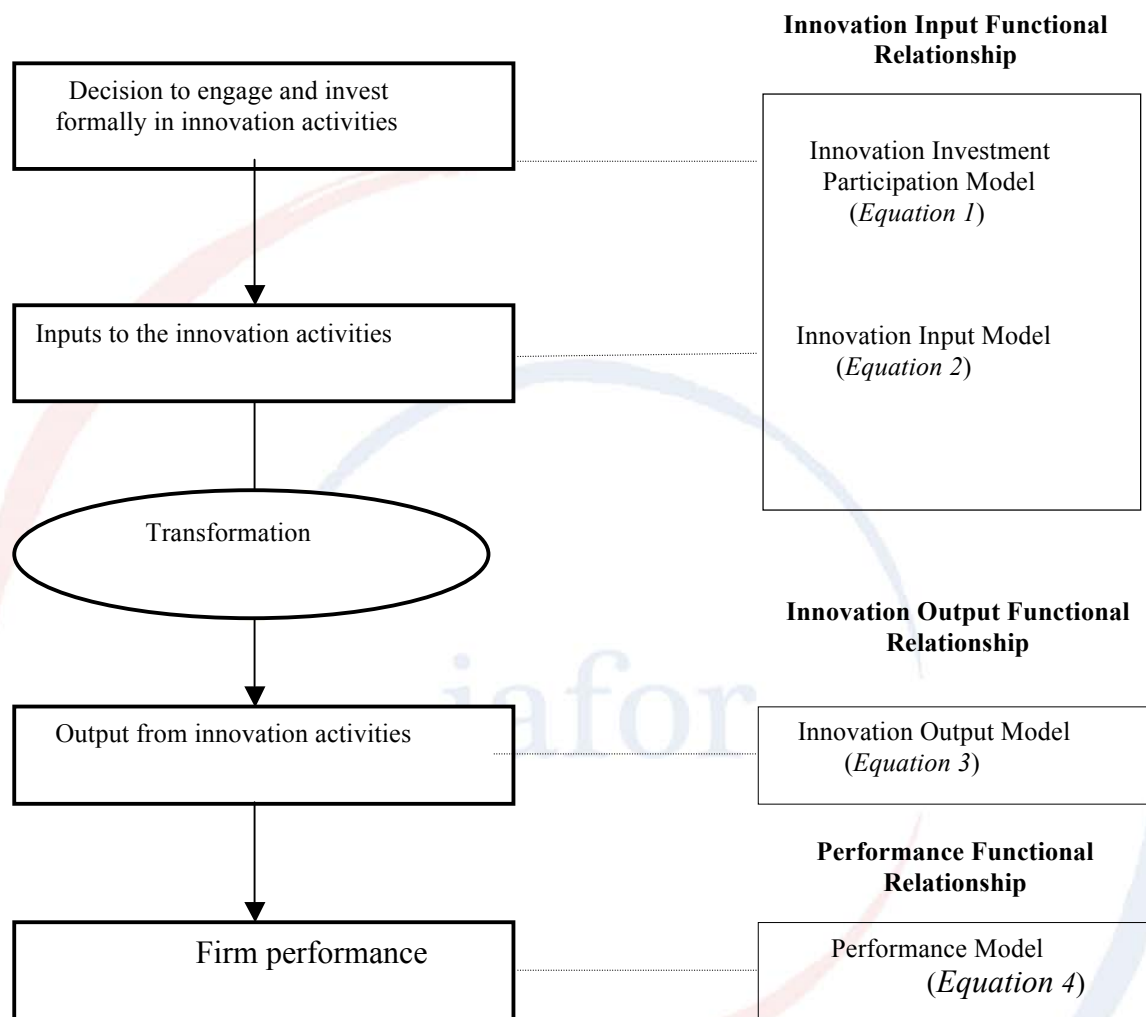 Innovation Input Functional
Relationship
Decision to engage and invest
formally in innovation activities
Innovation Investment
Participation Model
(Equation 1)
Inputs to the innovation activities
Innovation Input Model
(Equation 2)
Transformation
Innovation Output Functional
Relationship
iafor
Output from innovation activities
Innovation Output Model
(Equation 3)
Performance Functional
Relationship
Firm performance
Performance Model
(Equation 4)